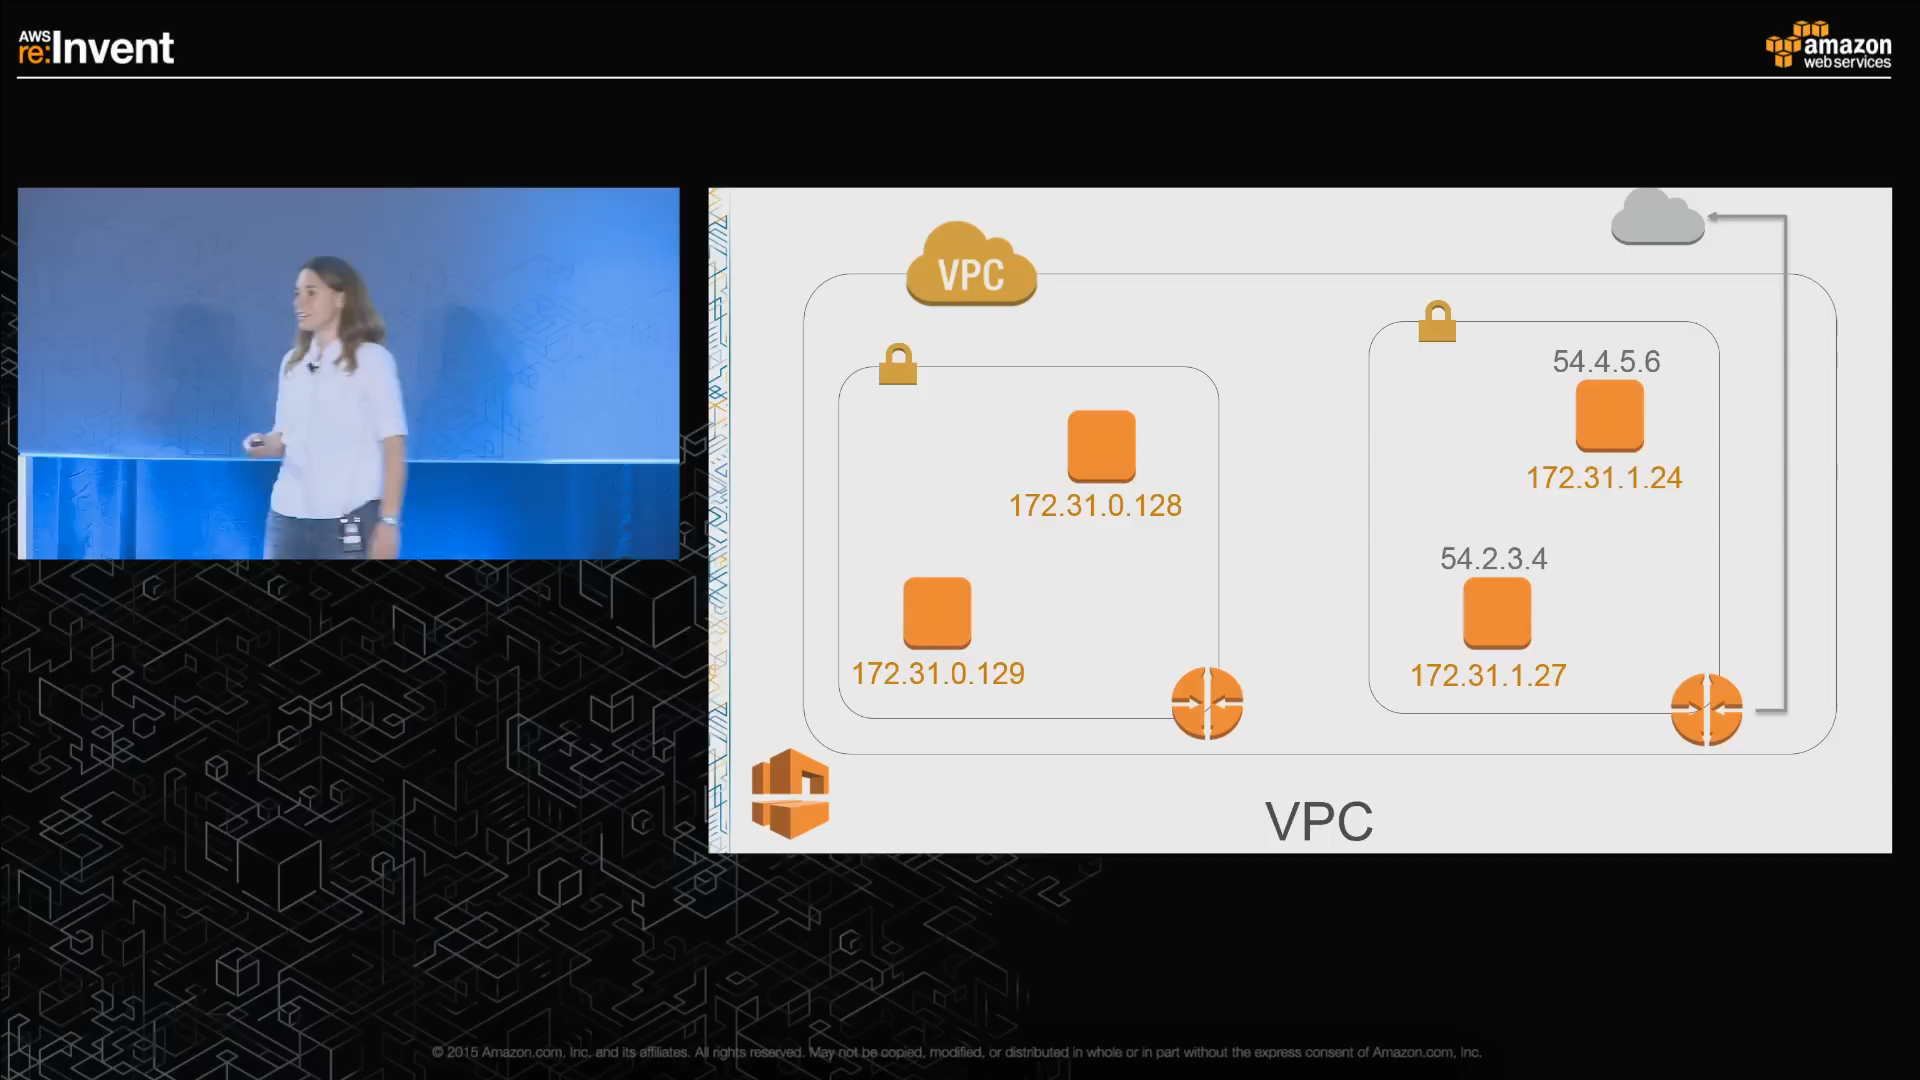 AWS
re:Invent
amazon
web services
VPC
54.4.5.6
172.31.1.24
172.31.0.128
54.2.3.4
172.31.0.129
172.31.1.27
VPC
© 2015 Amazon.com, Inc. and its affiliates. All rights reserved. May not be copied, modified, or distributed in whole or in part without the express consent of Amazon.com, Inc.